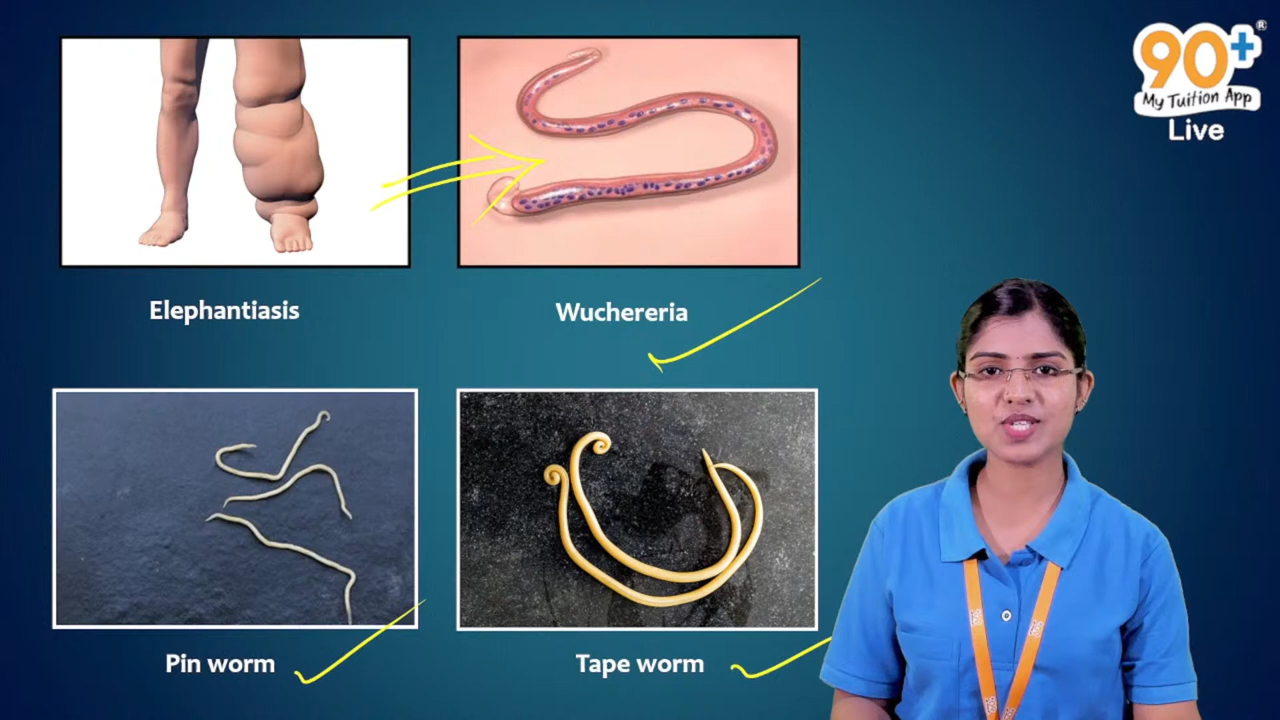 90+®
My Tuition App
Live
Elephantiasis
Wuchereria
Pin worm
Tape worm